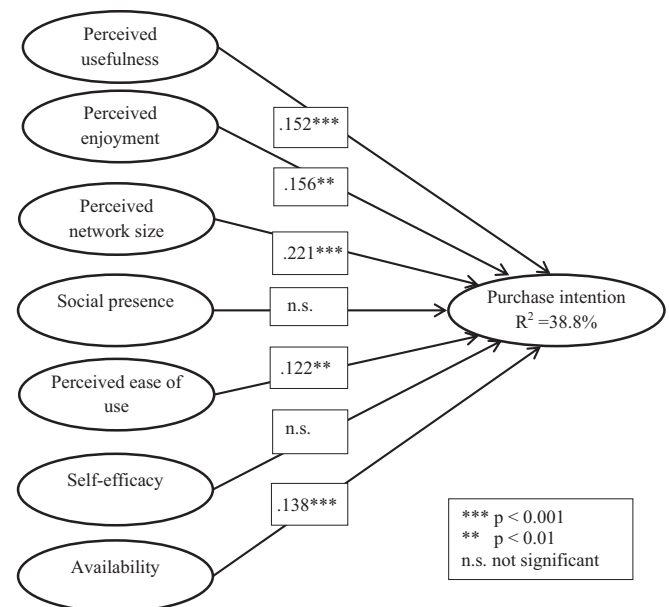 Perceived
usefulness
.152***
Perceived
enjoyment
.156**
Perceived
network size
.221***
Social presence
n.s.
Purchase intention
R² =38.8%
Perceived ease of
use
.122**
n.s.
Self-efficacy
.138***
Availability
*** p < 0.001
** p < 0.01
n.s. not significant